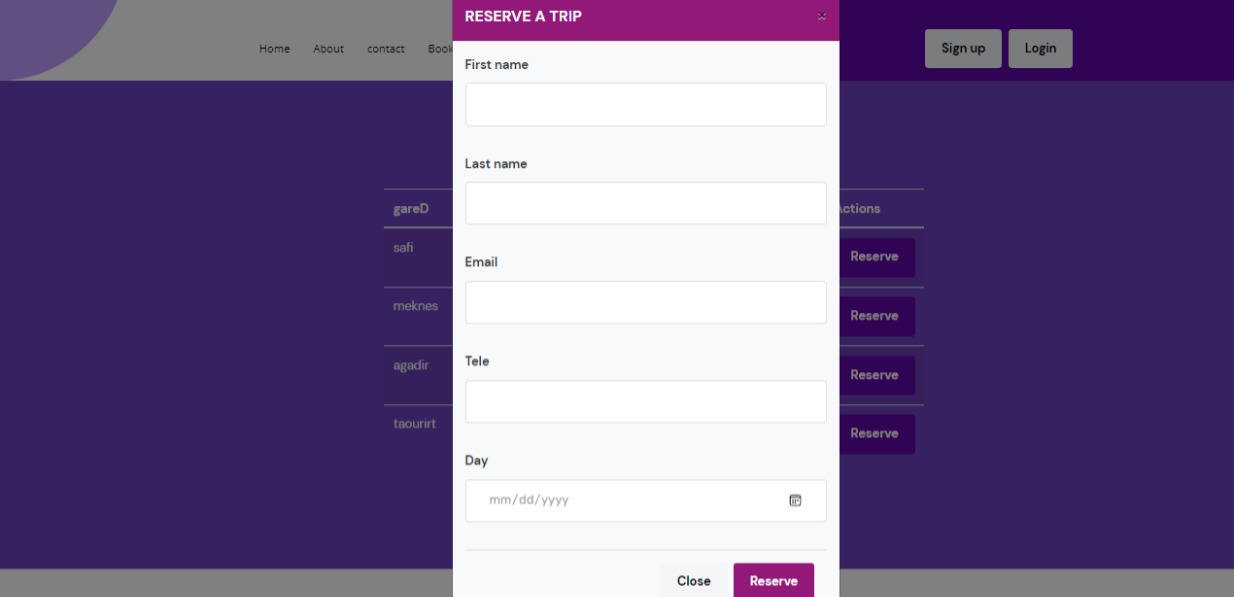 RESERVE A TRIP ×
Home About contact Book Sign up Login
First name
Last name
gareD Actions
safi Reserve
Email
meknes Reserve
Tele
agadir Reserve
taourirt Reserve
Day
mm/dd/yyyy
Close Reserve